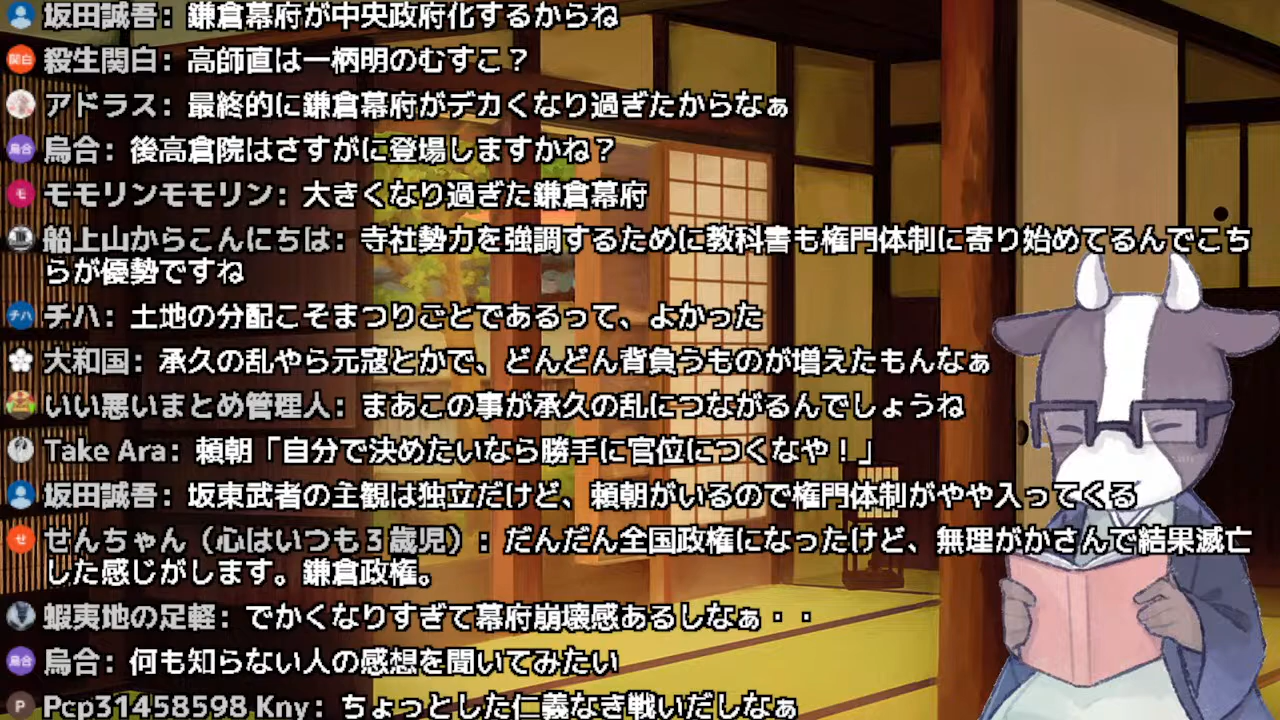 坂田誠吾：鎌倉幕府が中央政府化するからね
関白 殺生関白：高師直は一柄明のむすこ？
アドラス：最終的に鎌倉幕府がデカくなり過ぎたからなぁ
烏合 烏合：後高倉院はさすがに登場しますかね？
モ モモリンモモリン：大きくなり過ぎた鎌倉幕府
船上山からこんにちは：寺社勢力を強調するために教科書も権門体制に寄り始めてるんでこち
らが優勢ですね
チハ チハ：土地の分配こそまつりごとであるって、よかった
大和国：承久の乱やら元寇とかで、どんどん背負うものが増えたもんなぁ
いい悪いまとめ管理人：まあこの事が承久の乱につながるんでしょうね
Take Ara：頼朝「自分で決めたいなら勝手に官位につくなや！」
坂田誠吾：坂東武者の主観は独立だけど、頼朝がいるので権門体制がやや入ってくる
せ せんちゃん（心はいつも３歳児）：だんだん全国政権になったけど、無理がかさんで結果滅亡
した感じがします。鎌倉政権。
蝦夷地の足軽：でかくなりすぎて幕府崩壊感あるしなぁ・・
烏合 烏合：何も知らない人の感想を聞いてみたい
P Pcp31458598 Kny：ちょっとした仁義なき戦いだしなぁ